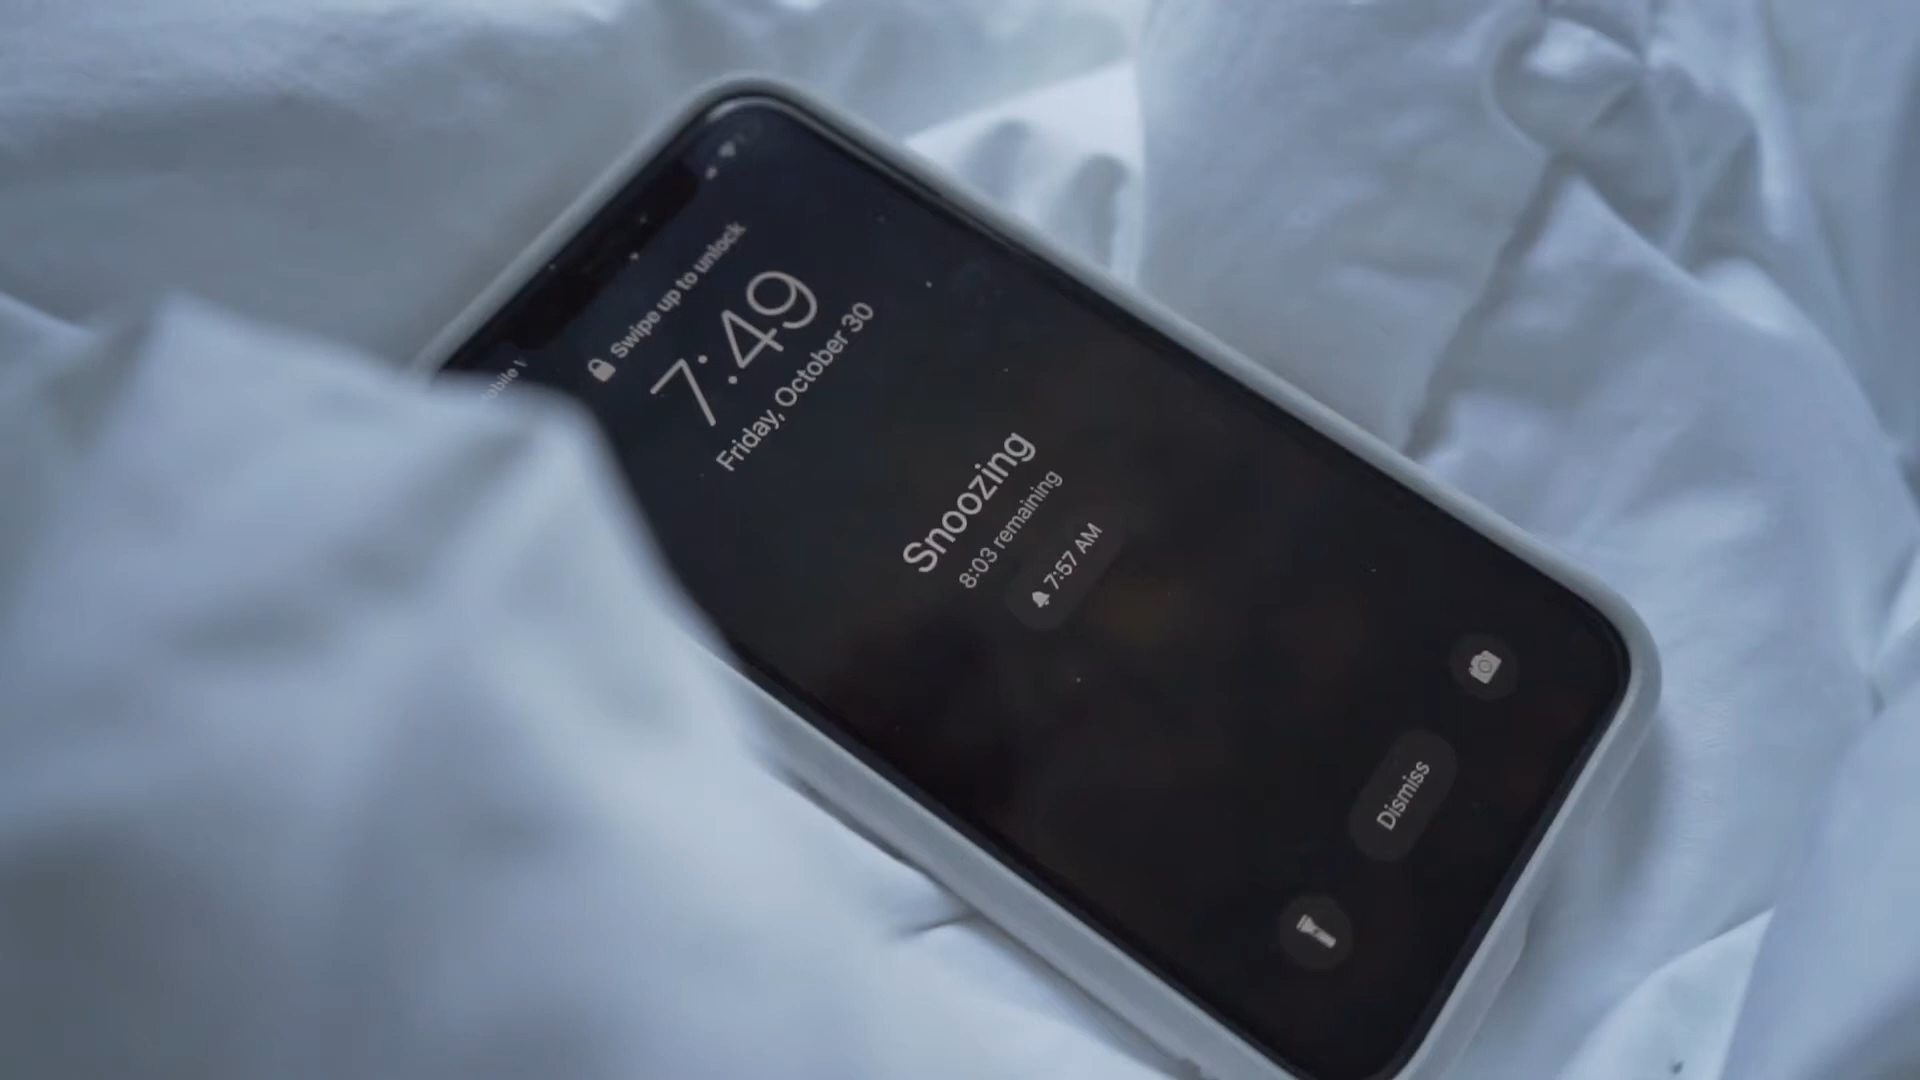 Swipe up to unlock
7:49
Friday, October 30
Snoozing
8:03 remaining
7:57 AM
Dismiss